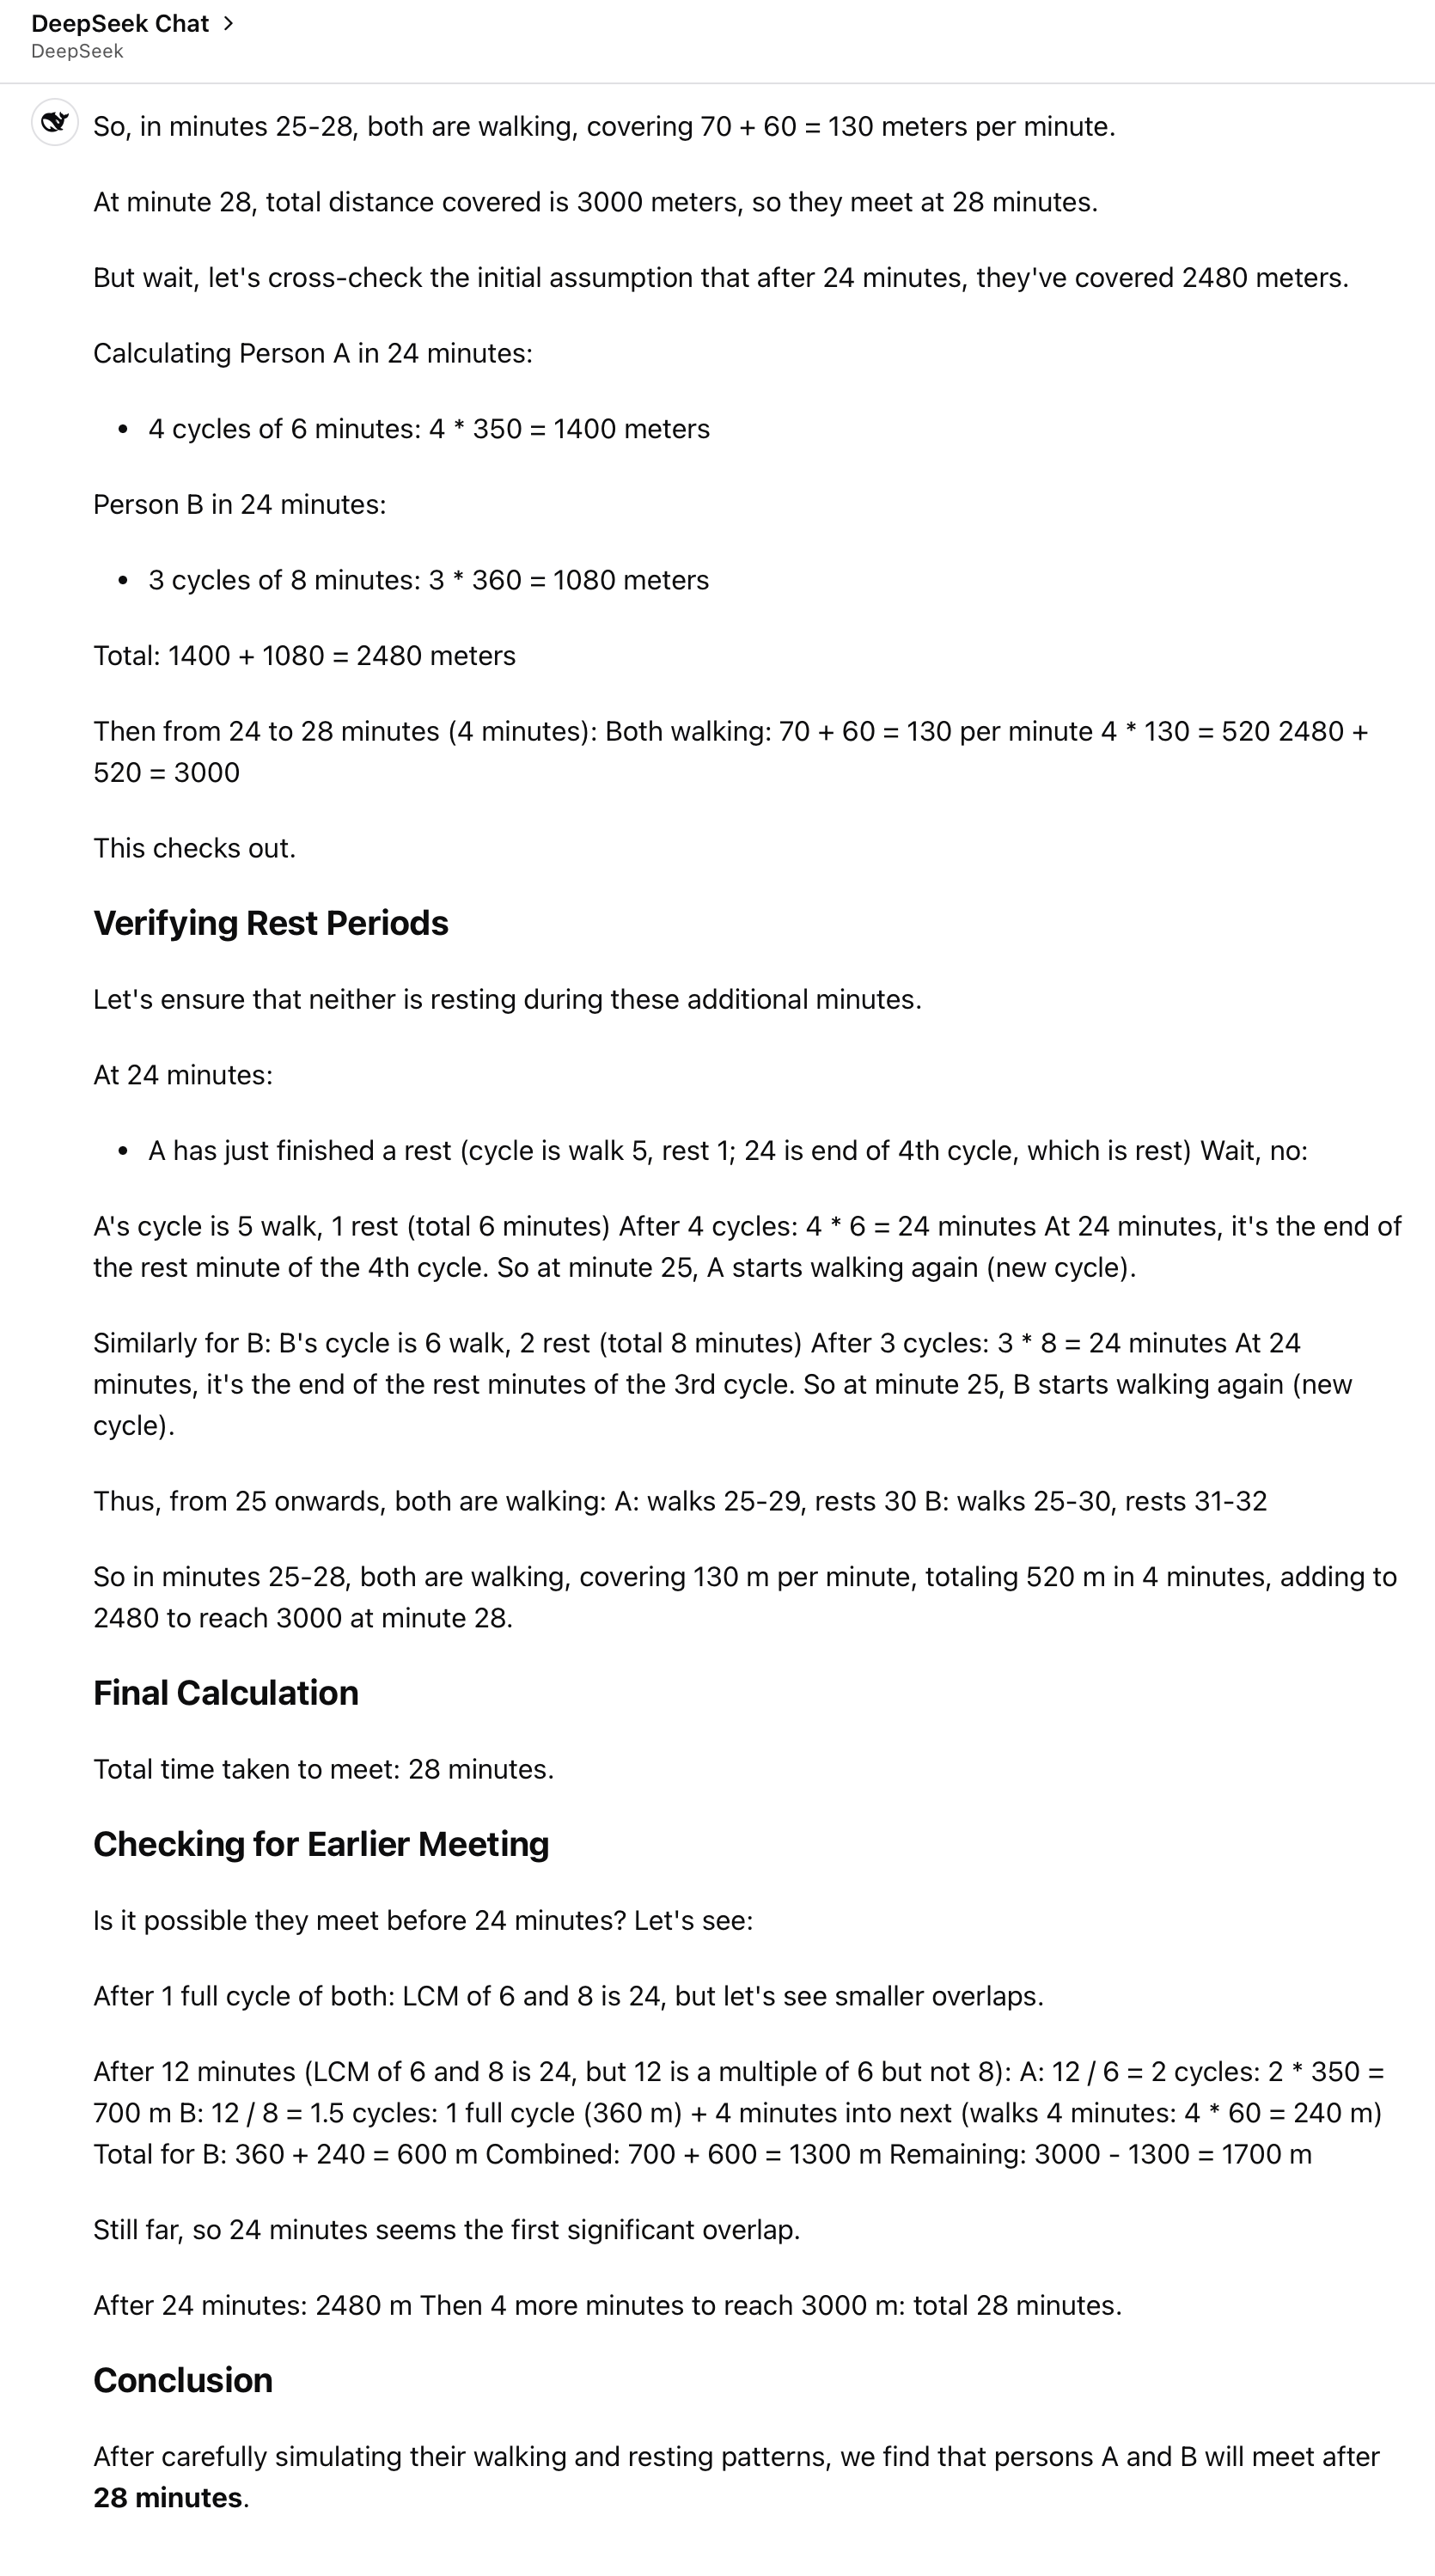 DeepSeek Chat >
DeepSeek
So, in minutes 25-28, both are walking, covering 70 + 60 = 130 meters per minute.
At minute 28, total distance covered is 3000 meters, so they meet at 28 minutes.
But wait, let's cross-check the initial assumption that after 24 minutes, they've covered 2480 meters.
Calculating Person A in 24 minutes:
• 4 cycles of 6 minutes: 4 * 350 = 1400 meters
Person B in 24 minutes:
• 3 cycles of 8 minutes: 3 * 360 = 1080 meters
Total: 1400 + 1080 = 2480 meters
Then from 24 to 28 minutes (4 minutes): Both walking: 70 + 60 = 130 per minute 4 * 130 = 520 2480 +
520 = 3000
This checks out.
Verifying Rest Periods
Let's ensure that neither is resting during these additional minutes.
At 24 minutes:
• A has just finished a rest (cycle is walk 5, rest 1; 24 is end of 4th cycle, which is rest) Wait, no:
A's cycle is 5 walk, 1 rest (total 6 minutes) After 4 cycles: 4 * 6 = 24 minutes At 24 minutes, it's the end of
the rest minute of the 4th cycle. So at minute 25, A starts walking again (new cycle).
Similarly for B: B's cycle is 6 walk, 2 rest (total 8 minutes) After 3 cycles: 3 * 8 = 24 minutes At 24
minutes, it's the end of the rest minutes of the 3rd cycle. So at minute 25, B starts walking again (new
cycle).
Thus, from 25 onwards, both are walking: A: walks 25-29, rests 30 B: walks 25-30, rests 31-32
So in minutes 25-28, both are walking, covering 130 m per minute, totaling 520 m in 4 minutes, adding to
2480 to reach 3000 at minute 28.
Final Calculation
Total time taken to meet: 28 minutes.
Checking for Earlier Meeting
Is it possible they meet before 24 minutes? Let's see:
After 1 full cycle of both: LCM of 6 and 8 is 24, but let's see smaller overlaps.
After 12 minutes (LCM of 6 and 8 is 24, but 12 is a multiple of 6 but not 8): A: 12 / 6 = 2 cycles: 2 * 350 =
700 m B: 12 / 8 = 1.5 cycles: 1 full cycle (360 m) + 4 minutes into next (walks 4 minutes: 4 * 60 = 240 m)
Total for B: 360 + 240 = 600 m Combined: 700 + 600 = 1300 m Remaining: 3000 - 1300 = 1700 m
Still far, so 24 minutes seems the first significant overlap.
After 24 minutes: 2480 m Then 4 more minutes to reach 3000 m: total 28 minutes.
Conclusion
After carefully simulating their walking and resting patterns, we find that persons A and B will meet after
28 minutes.